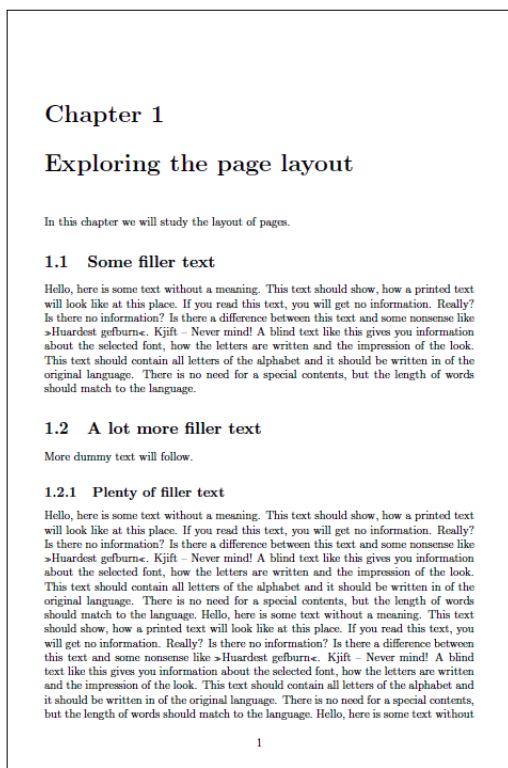 Chapter 1
Exploring the page layout
In this chapter we will study the layout of pages.
1.1 Some filler text
Hello, here is some text without a meaning. This text should show, how a printed text
will look like at this place. If you read this text, you will get no information. Really?
Is there no information? Is there a difference between this text and some nonsense like
»Huardest gefburn«. Kjift – Never mind! A blind text like this gives you information
about the selected font, how the letters are written and the impression of the look.
This text should contain all letters of the alphabet and it should be written in of the
original language. There is no need for a special contents, but the length of words
should match to the language.
1.2 A lot more filler text
More dummy text will follow.
1.2.1 Plenty of filler text
Hello, here is some text without a meaning. This text should show, how a printed text
will look like at this place. If you read this text, you will get no information. Really?
Is there no information? Is there a difference between this text and some nonsense like
»Huardest gefburn«. Kjift – Never mind! A blind text like this gives you information
about the selected font, how the letters are written and the impression of the look.
This text should contain all letters of the alphabet and it should be written in of the
original language. There is no need for a special contents, but the length of words
should match to the language. Hello, here is some text without a meaning. This text
should show, how a printed text will look like at this place. If you read this text, you
will get no information. Really? Is there no information? Is there a difference between
this text and some nonsense like »Huardest gefburn«. Kjift – Never mind! A blind
text like this gives you information about the selected font, how the letters are written
and the impression of the look. This text should contain all letters of the alphabet and
it should be written in of the original language. There is no need for a special contents,
but the length of words should match to the language. Hello, here is some text without
1